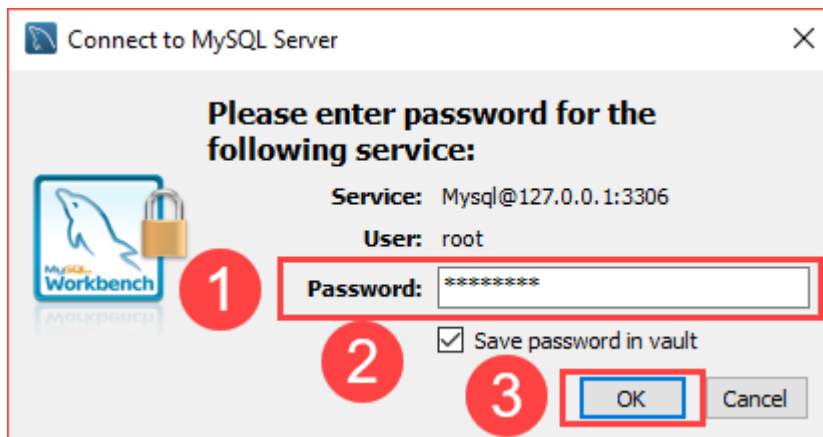 Connect to MySQL Server
Please enter password for the
following service:
Service: Mysql@127.0.0.1:3306
User: root
MySQL
Workbench
1
Password: ********
2
Save password in vault
3
OK
Cancel